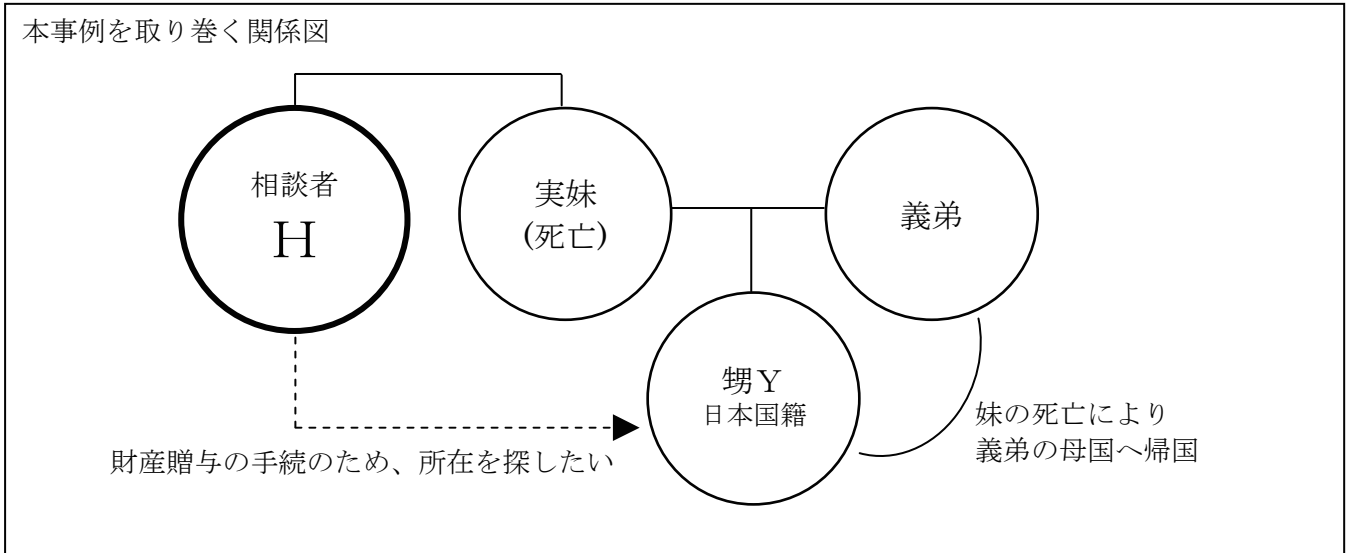 本事例を取り巻く関係図
相談者
H
実妹
(死亡)
義弟
甥Y
日本国籍
妹の死亡により
義弟の母国へ帰国
財産贈与の手続のため、所在を探したい